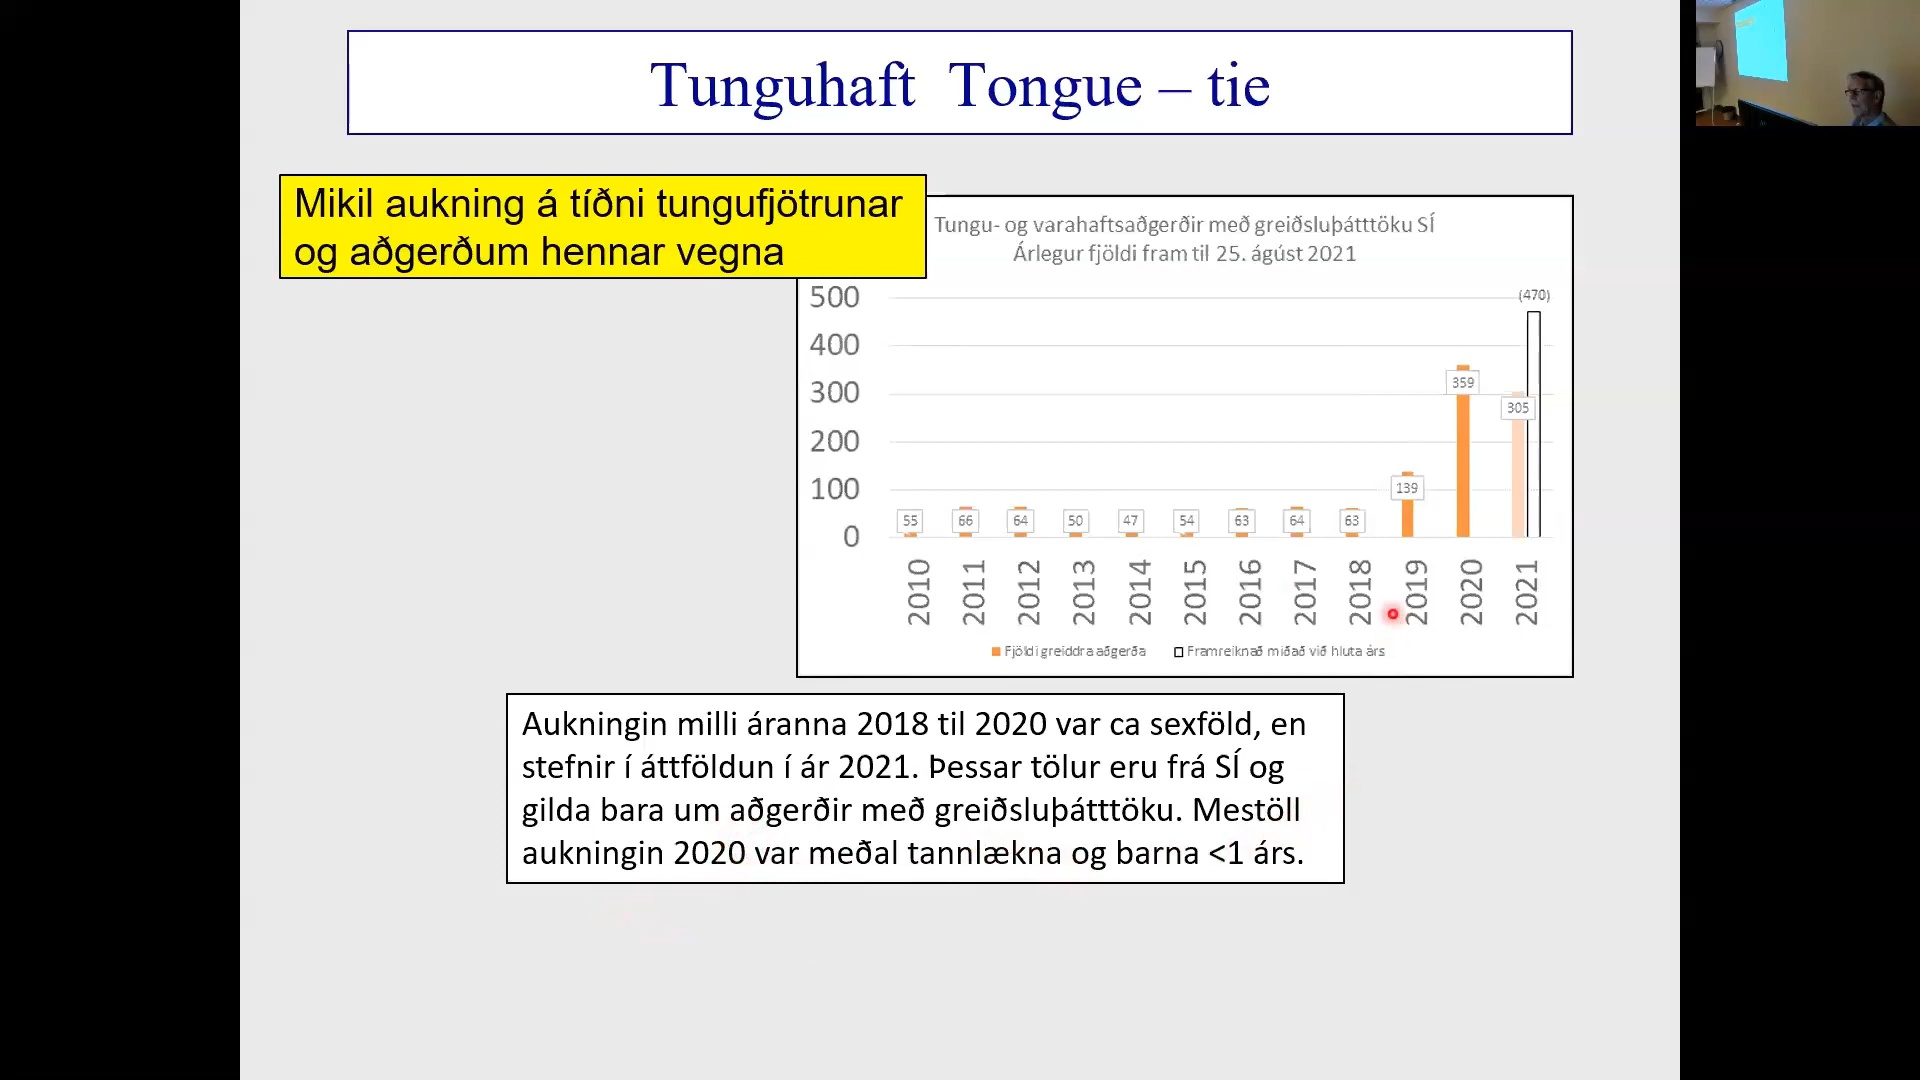 Tunguhaft Tongue – tie
Mikil aukning á tíðni tungufjötrunar
og aðgerðum hennar vegna
Tungu- og varahaftsaðgerðir með greiðsluþátttöku SÍ
Árlegur fjöldi fram til 25. ágúst 2021
500
400
300
200
100
0
55
66
64
50
47
54
63
64
63
139
359
305
(470)
2010
2011
2012
2013
2014
2015
2016
2017
2018
2019
2020
2021
Fjöldi greiddra aðgerða
Framreiknað miðað við hluta árs
Aukningin milli áranna 2018 til 2020 var ca sexföld, en
stefnir í áttföldun í ár 2021. Þessar tölur eru frá SÍ og
gilda bara um aðgerðir með greiðsluþátttöku. Mestöll
aukningin 2020 var meðal tannlækna og barna <1 árs.